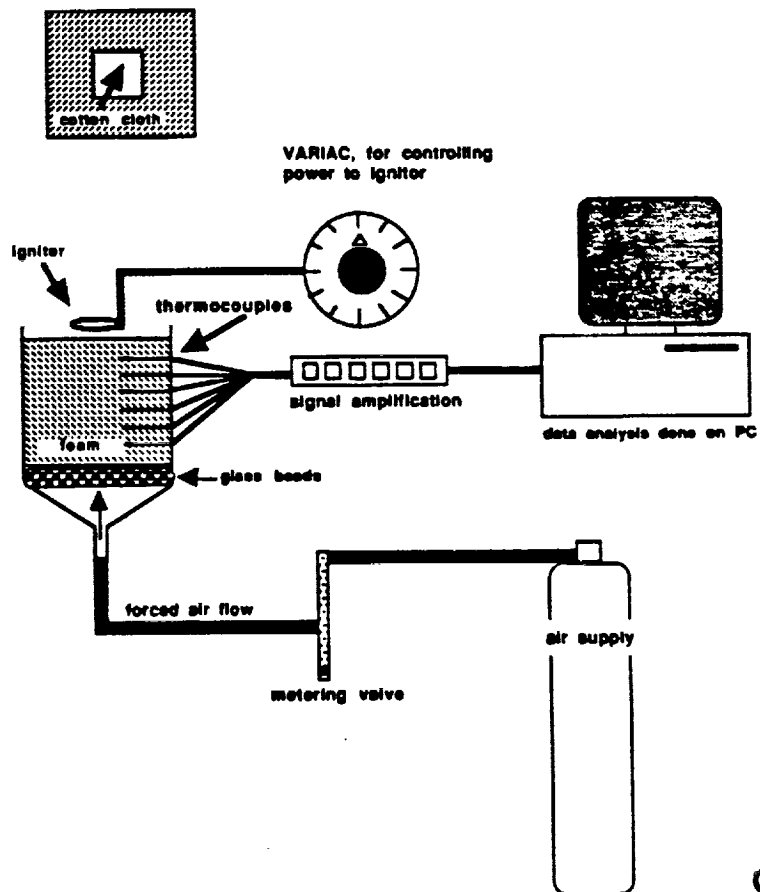 cotton cloth
VARIAC, for controlling
power to ignitor
igniter
thermocouples
signal amplification
data analysis done on PC
foam
glass beads
forced air flow
air supply
metering valve